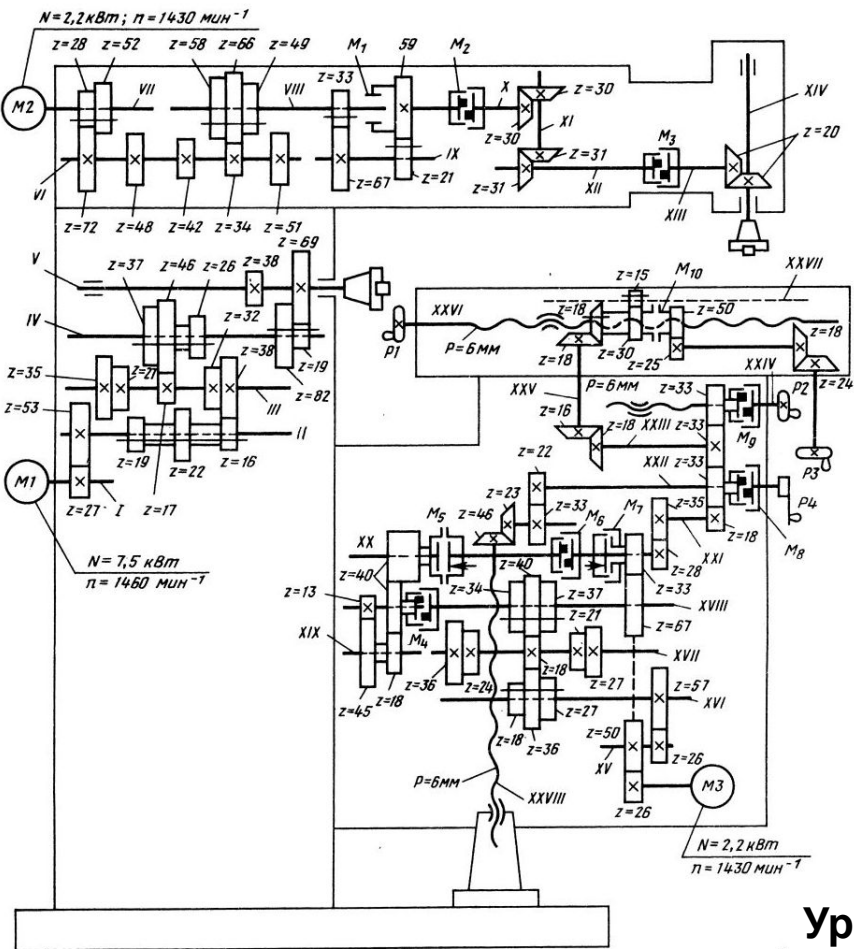 N=2,2 кВт; n=1430 мин⁻¹
z=28 z=52 z=58 z=66 z=49 M₁ 59 M₂
z=33
M2 VII VIII X z=30 XIV
z=30 XI M₃ z=20
VI IX z=31
z=67 z=21 z=31 XII XIII
z=72 z=48 z=42 z=34 z=51
z=69
V z=37 z=46 z=26 z=38
IV z=32
z=35 z=27 z=38 z=19
III z=82
z=53
II
z=19 z=22 z=16
M1 z=27 I z=17
N=7,5 кВт
n=1460 мин⁻¹
z=15 M₁₀ XXVII
XXVI z=18 z=50
P1 P=6мм z=18 z=30 z=25 z=18
XXV P=6мм z=33 XXIV P2 z=24
z=16 z=18 XXIII z=33 M₉
z=22 XXII z=33 P3
z=23 z=35 P4
z=46 z=33 M₆ M₇ z=18 M₈
XX M₅ XXI
z=40 z=40 z=28
z=13 z=34 z=37 z=33
XVIII
XIX M₄ z=21 z=67
XVII
z=36 z=24 z=18 z=27 z=57
z=45 z=18 XVI
z=18 z=27 z=50
z=36 XV z=26
P=6мм XXVIII z=26 M3
N=2,2 кВт
n=1430 мин⁻¹
Ур